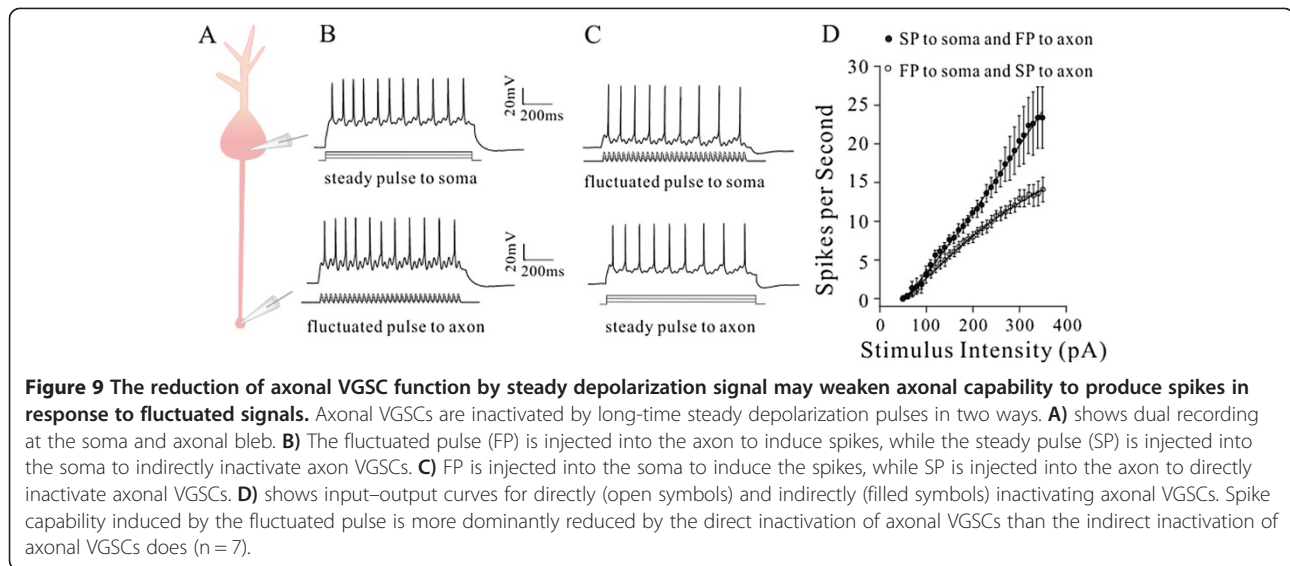 A
B
C
D
SP to soma and FP to axon
FP to soma and SP to axon
20mV
200ms
steady pulse to soma
fluctuated pulse to soma
20mV
200ms
fluctuated pulse to axon
steady pulse to axon
Spikes per Second
30
25
20
15
10
5
0
0 100 200 300 400
Stimulus Intensity (pA)
Figure 9 The reduction of axonal VGSC function by steady depolarization signal may weaken axonal capability to produce spikes in
response to fluctuated signals. Axonal VGSCs are inactivated by long-time steady depolarization pulses in two ways. A) shows dual recording
at the soma and axonal bleb. B) The fluctuated pulse (FP) is injected into the axon to induce spikes, while the steady pulse (SP) is injected into
the soma to indirectly inactivate axon VGSCs. C) FP is injected into the soma to induce the spikes, while SP is injected into the axon to directly
inactivate axonal VGSCs. D) shows input–output curves for directly (open symbols) and indirectly (filled symbols) inactivating axonal VGSCs. Spike
capability induced by the fluctuated pulse is more dominantly reduced by the direct inactivation of axonal VGSCs than the indirect inactivation of
axonal VGSCs does (n = 7).